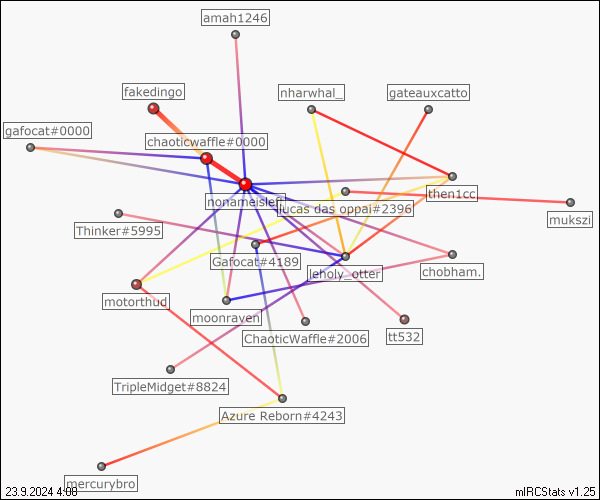 amah1246
fakedingo
nharwhal_
gateauxcatto
gafocat#0000
chaoticwaffle#0000
then1cc
nonameisleft
lucas das oppai#2396
mukszi
Thinker#5995
Gafocat#4189
leholy_otter
chobham.
motorthud
moonraven
ChaoticWaffle#2006
tt532
TripleMidget#8824
Azure Reborn#4243
mercurybro
23.9.2024 4:00
mIRCStats v1.25